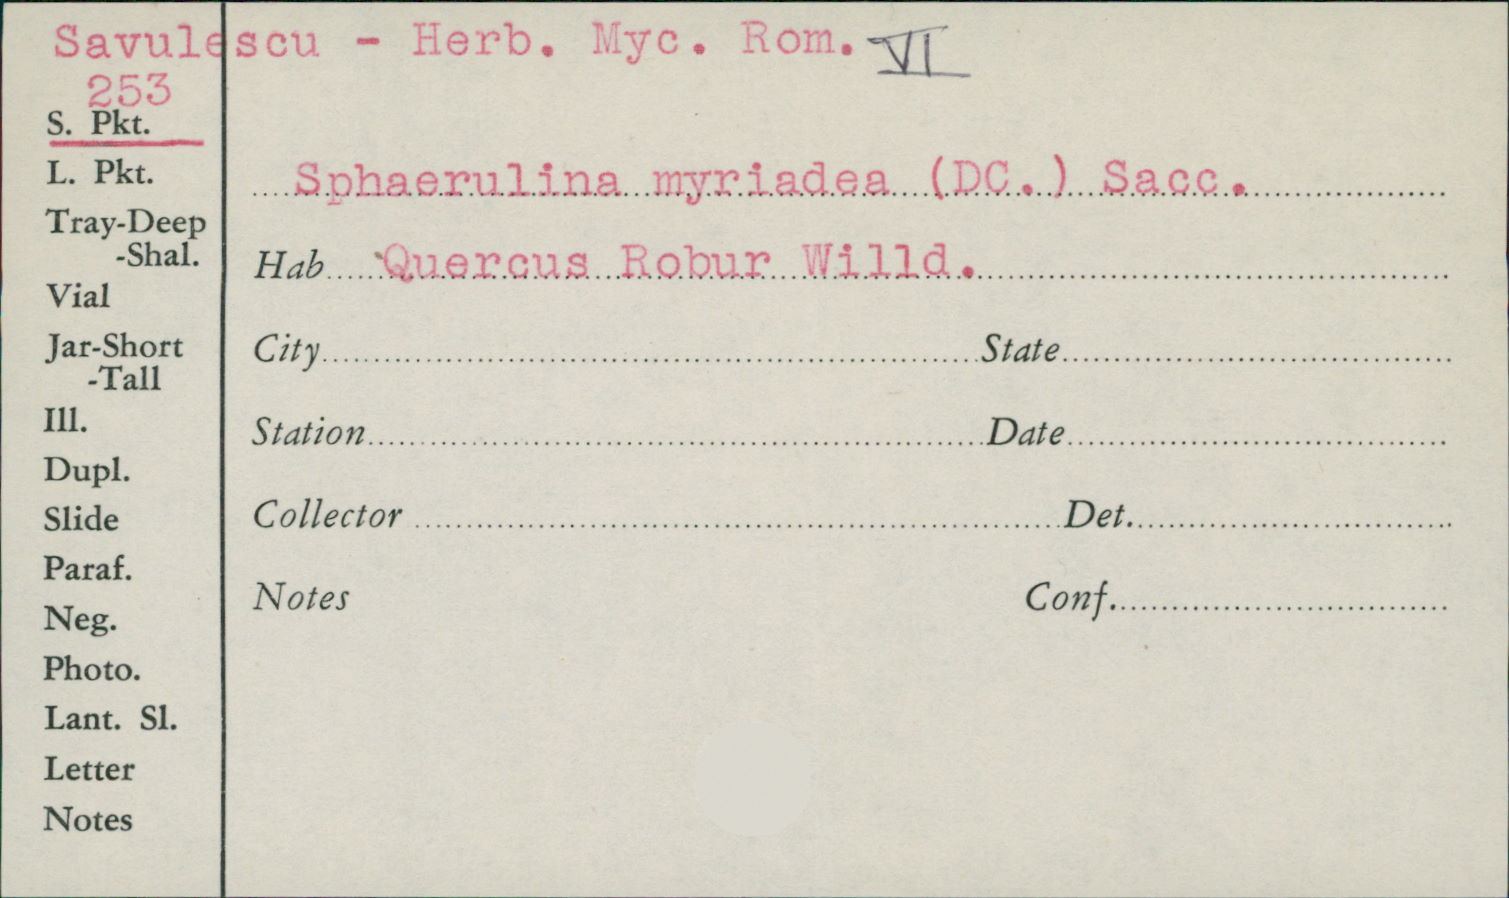 Savulescu - Herb. Myc. Rom. VI
253
S. Pkt.
L. Pkt.
Sphaerulina myriadea (DC.) Sacc.
Tray-Deep
-Shal.
Hab Quercus Robur Willd.
Vial
Jar-Short
-Tall
City State
Ill.
Station Date
Dupl.
Slide
Collector Det.
Paraf.
Neg.
Notes Conf.
Photo.
Lant. Sl.
Letter
Notes